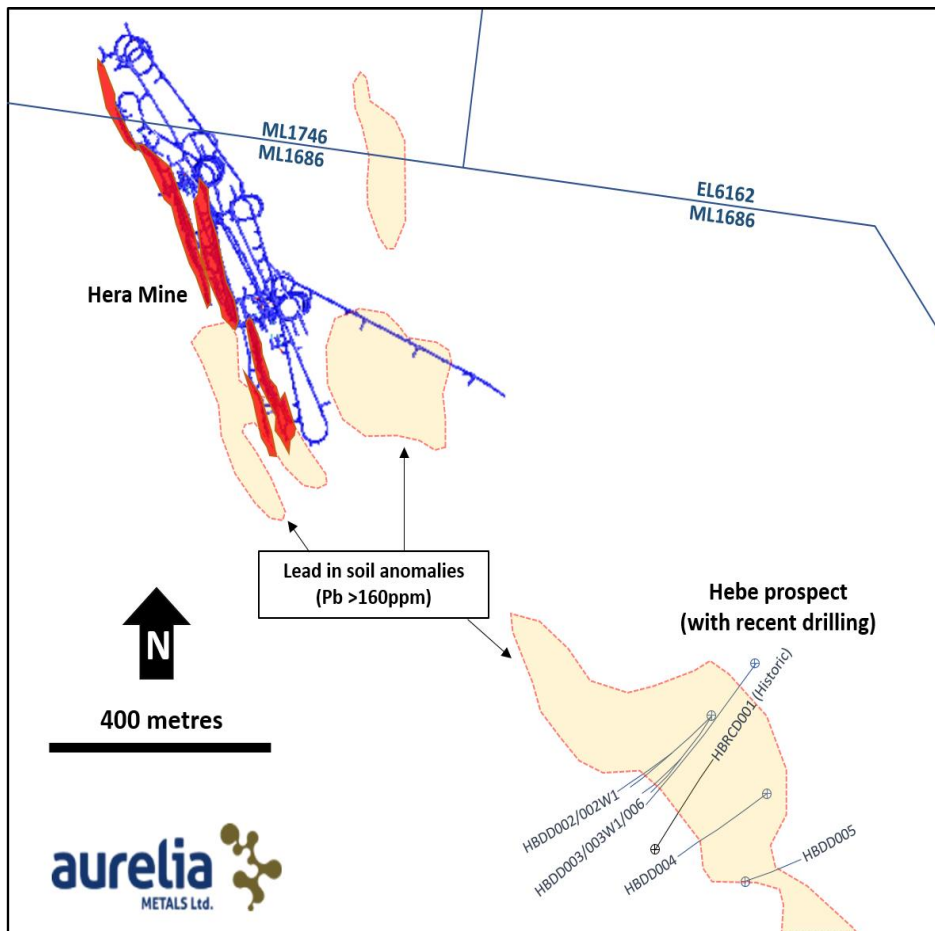 ML1746
ML1686
EL6162
ML1686
Hera Mine
Lead in soil anomalies
(Pb >160ppm)
Hebe prospect
(with recent drilling)
N
400 metres
HBRCD001 (Historic)
HBDD002/002W1
HBDD003/003W1/006
HBDD004
HBDD005
aurelia
METALS Ltd.